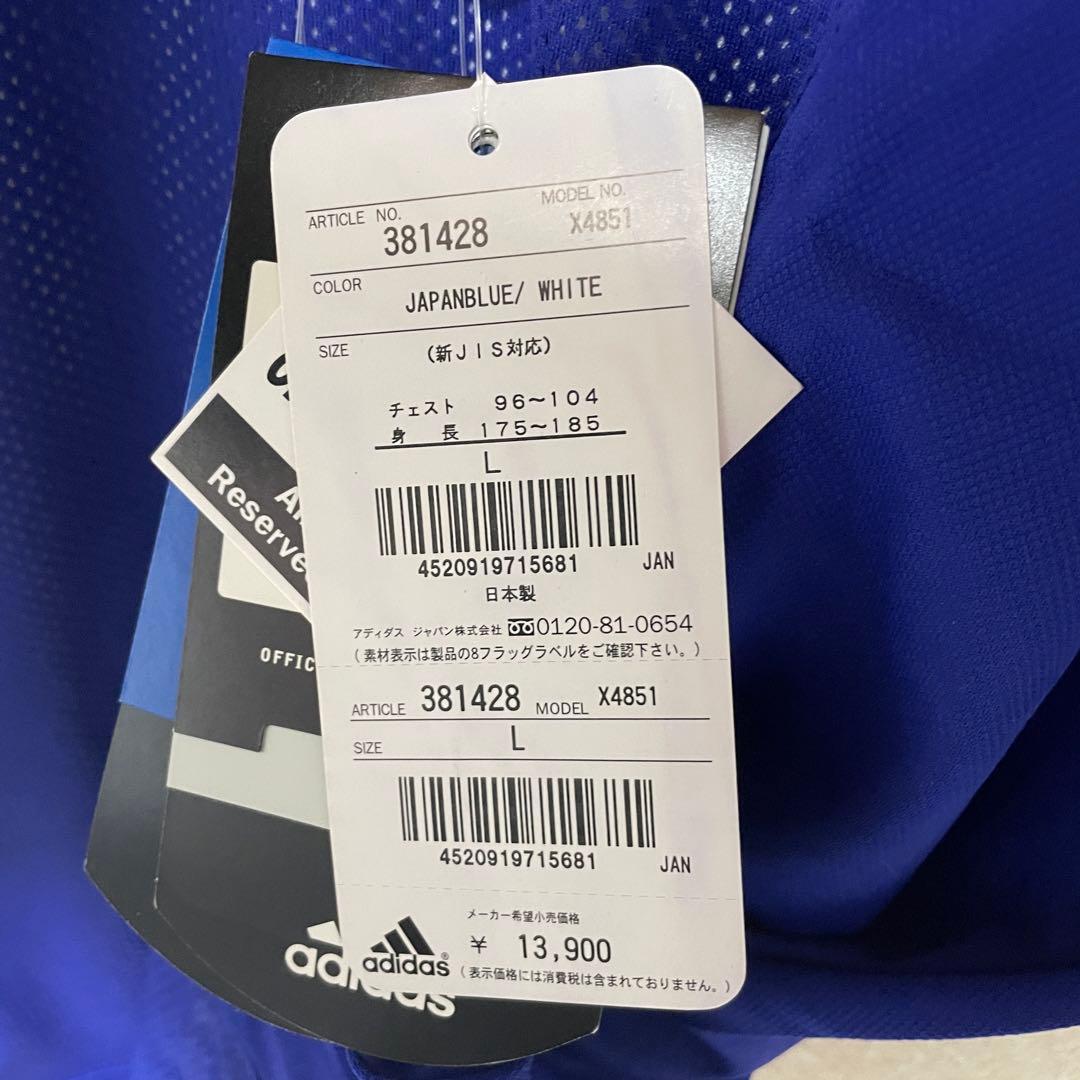 ARTICLE NO. 381428 MODEL NO. X4851
COLOR JAPANBLUE/ WHITE
SIZE (新JIS対応)
チェスト 96～104
身 長 175～185
L
4520919715681 JAN
日本製
アディダス ジャパン株式会社 0120-81-0654
(素材表示は製品の8フラッグラベルをご確認下さい。)
ARTICLE 381428 MODEL X4851
SIZE L
4520919715681 JAN
メーカー希望小売価格
adidas® ¥ 13,900
(表示価格には消費税は含まれておりません。)
adidas